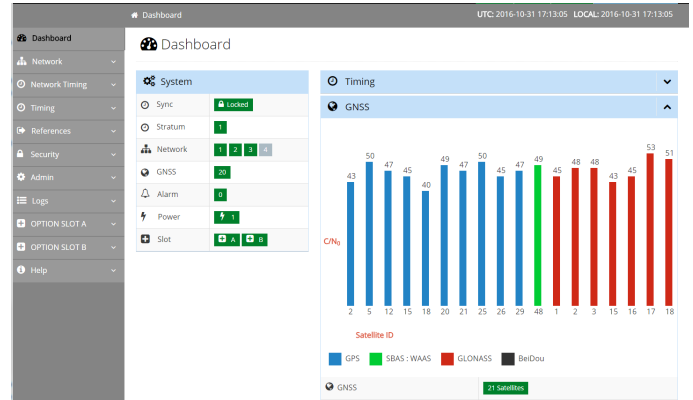 Dashboard
UTC: 2016-10-31 17:13:05 LOCAL: 2016-10-31 17:13:05
Dashboard
Network
Network Timing
Timing
References
Security
Admin
Logs
OPTION SLOT A
OPTION SLOT B
Help
Dashboard
System
Sync Locked
Stratum 1
Network 1 2 3 4
GNSS 20
Alarm 0
Power 1
Slot A B
Timing
GNSS
43 50 47 45 40 49 47 50 45 47 49 45 48 48 43 45 53 51
C/N0
2 5 12 15 18 20 21 25 26 29 48 1 2 3 15 16 17 18
Satellite ID
GPS SBAS : WAAS GLONASS BeiDou
GNSS 21 Satellites